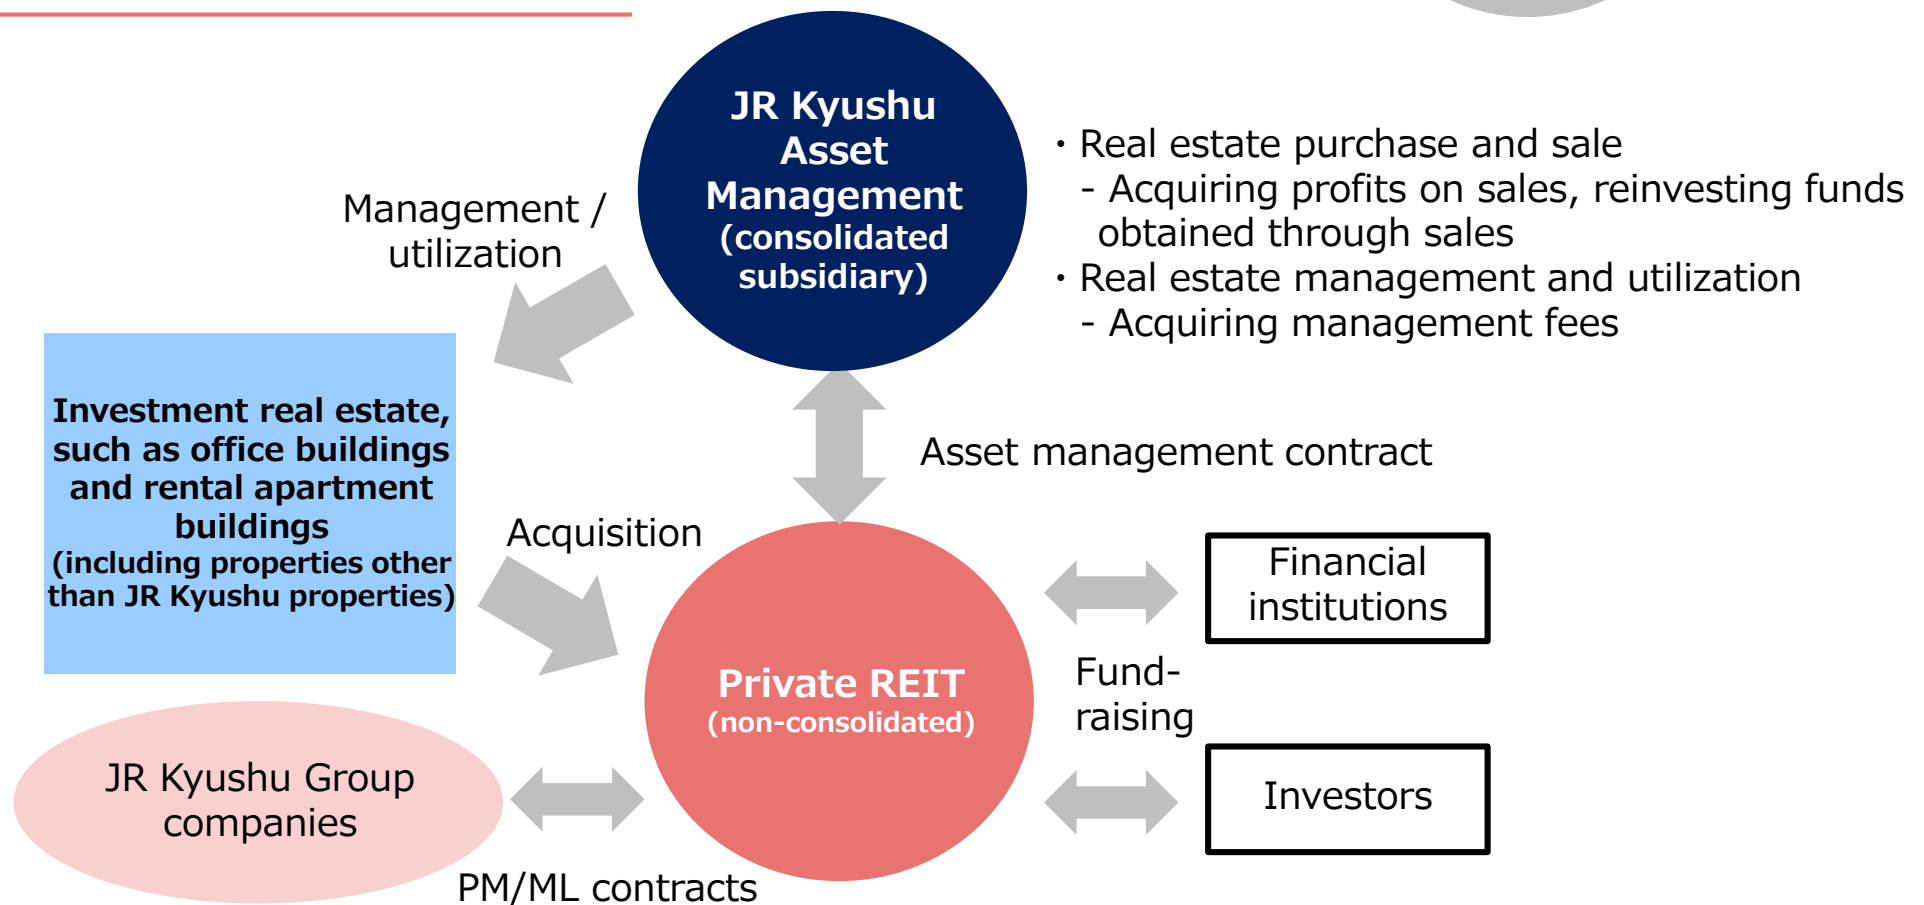 JR Kyushu
Asset
Management
(consolidated
subsidiary)
・Real estate purchase and sale
- Acquiring profits on sales, reinvesting funds
obtained through sales
・Real estate management and utilization
- Acquiring management fees
Management /
utilization
Investment real estate,
such as office buildings
and rental apartment
buildings
(including properties other
than JR Kyushu properties)
Asset management contract
Acquisition
Private REIT
(non-consolidated)
Financial
institutions
Fund-
raising
Investors
JR Kyushu Group
companies
PM/ML contracts